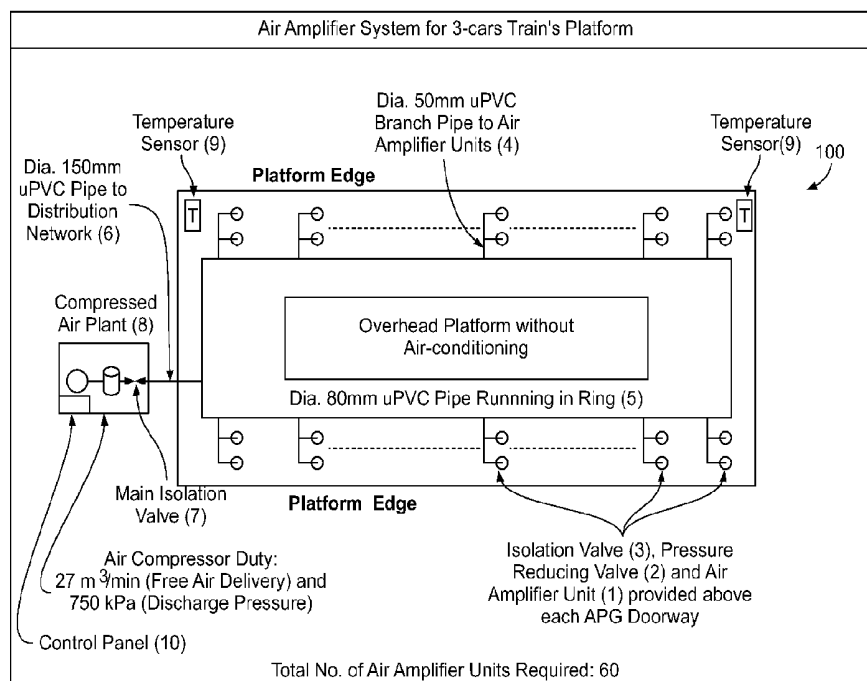 Air Amplifier System for 3-cars Train's Platform
Temperature
Sensor (9)
Dia. 50mm uPVC
Branch Pipe to Air
Amplifier Units (4)
Temperature
Sensor(9)
100
Dia. 150mm
uPVC Pipe to
Distribution
Network (6)
Platform Edge
T
T
Compressed
Air Plant (8)
Overhead Platform without
Air-conditioning
Dia. 80mm uPVC Pipe Runnning in Ring (5)
Main Isolation
Valve (7)
Platform Edge
Air Compressor Duty:
27 m³/min (Free Air Delivery) and
750 kPa (Discharge Pressure)
Isolation Valve (3), Pressure
Reducing Valve (2) and Air
Amplifier Unit (1) provided above
each APG Doorway
Control Panel (10)
Total No. of Air Amplifier Units Required: 60